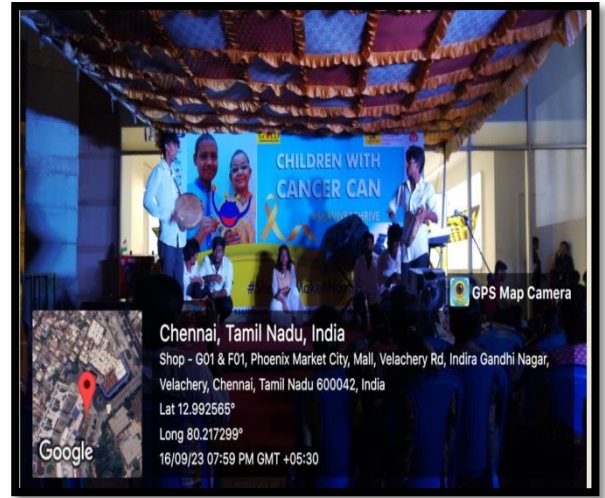 CHILDREN WITH
CANCER CAN
GPS Map Camera
Chennai, Tamil Nadu, India
Shop - G01 & F01, Phoenix Market City, Mall, Velachery Rd, Indira Gandhi Nagar,
Velachery, Chennai, Tamil Nadu 600042, India
Lat 12.992565°
Long 80.217299°
16/09/23 07:59 PM GMT +05:30
Google